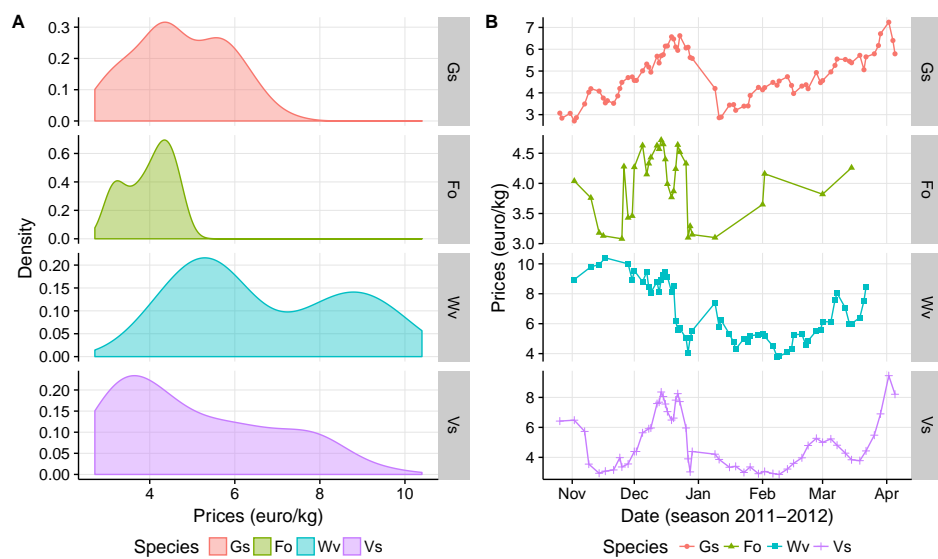 A
Density
0.3
0.2
0.1
0.0
Gs
0.6
0.4
0.2
0.0
Fo
0.20
0.15
0.10
0.05
0.00
Wv
0.20
0.15
0.10
0.05
0.00
Vs
4 6 8 10
Prices (euro/kg)
Species Gs Fo Wv Vs
B
Prices (euro/kg)
7
6
5
4
3
Gs
4.5
4.0
3.5
3.0
Fo
10
8
6
4
Wv
8
6
4
Vs
Nov Dec Jan Feb Mar Apr
Date (season 2011−2012)
Species Gs Fo Wv Vs